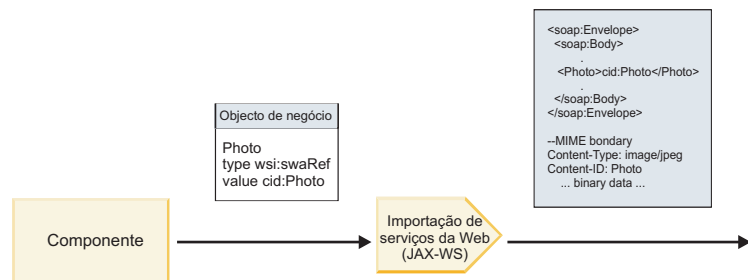 <soap:Envelope>
<soap:Body>
.
<Photo>cid:Photo</Photo>
.
</soap:Body>
</soap:Envelope>
--MIME bondary
Content-Type: image/jpeg
Content-ID: Photo
... binary data ...
Objecto de negócio
Photo
type wsi:swaRef
value cid:Photo
Componente
Importação de
serviços da Web
(JAX-WS)